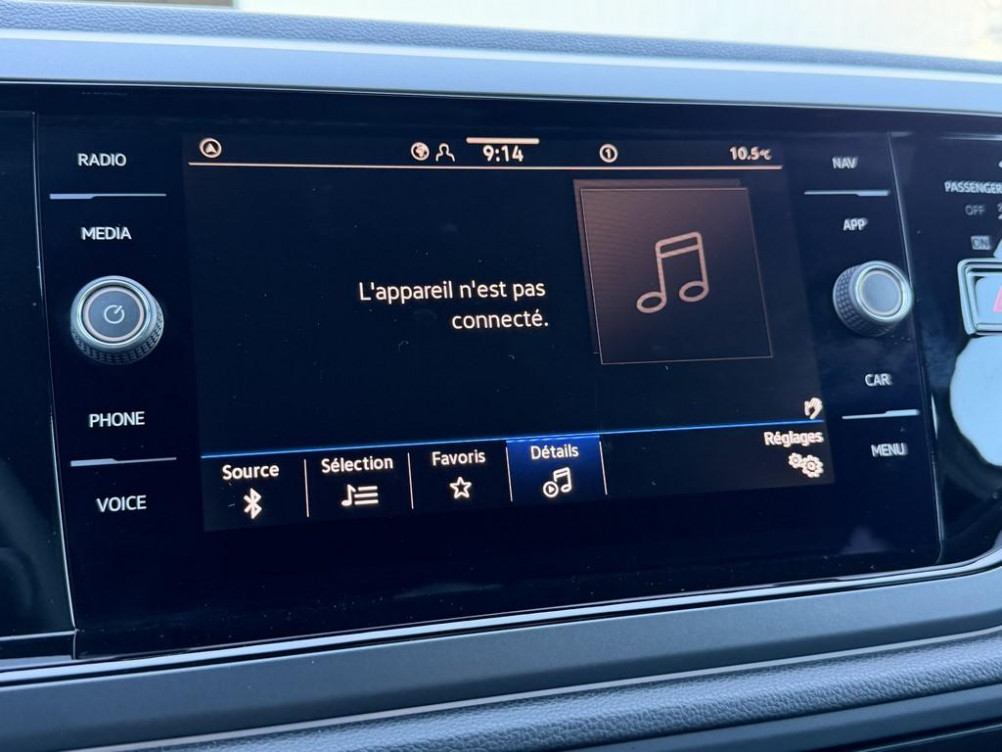 RADIO
MEDIA
PHONE
VOICE
9:14
1
10.5°C
L'appareil n'est pas
connecté.
Source
Sélection
Favoris
Détails
Réglages
NAV
APP
CAR
MENU
PASSENGER
OFF
ON